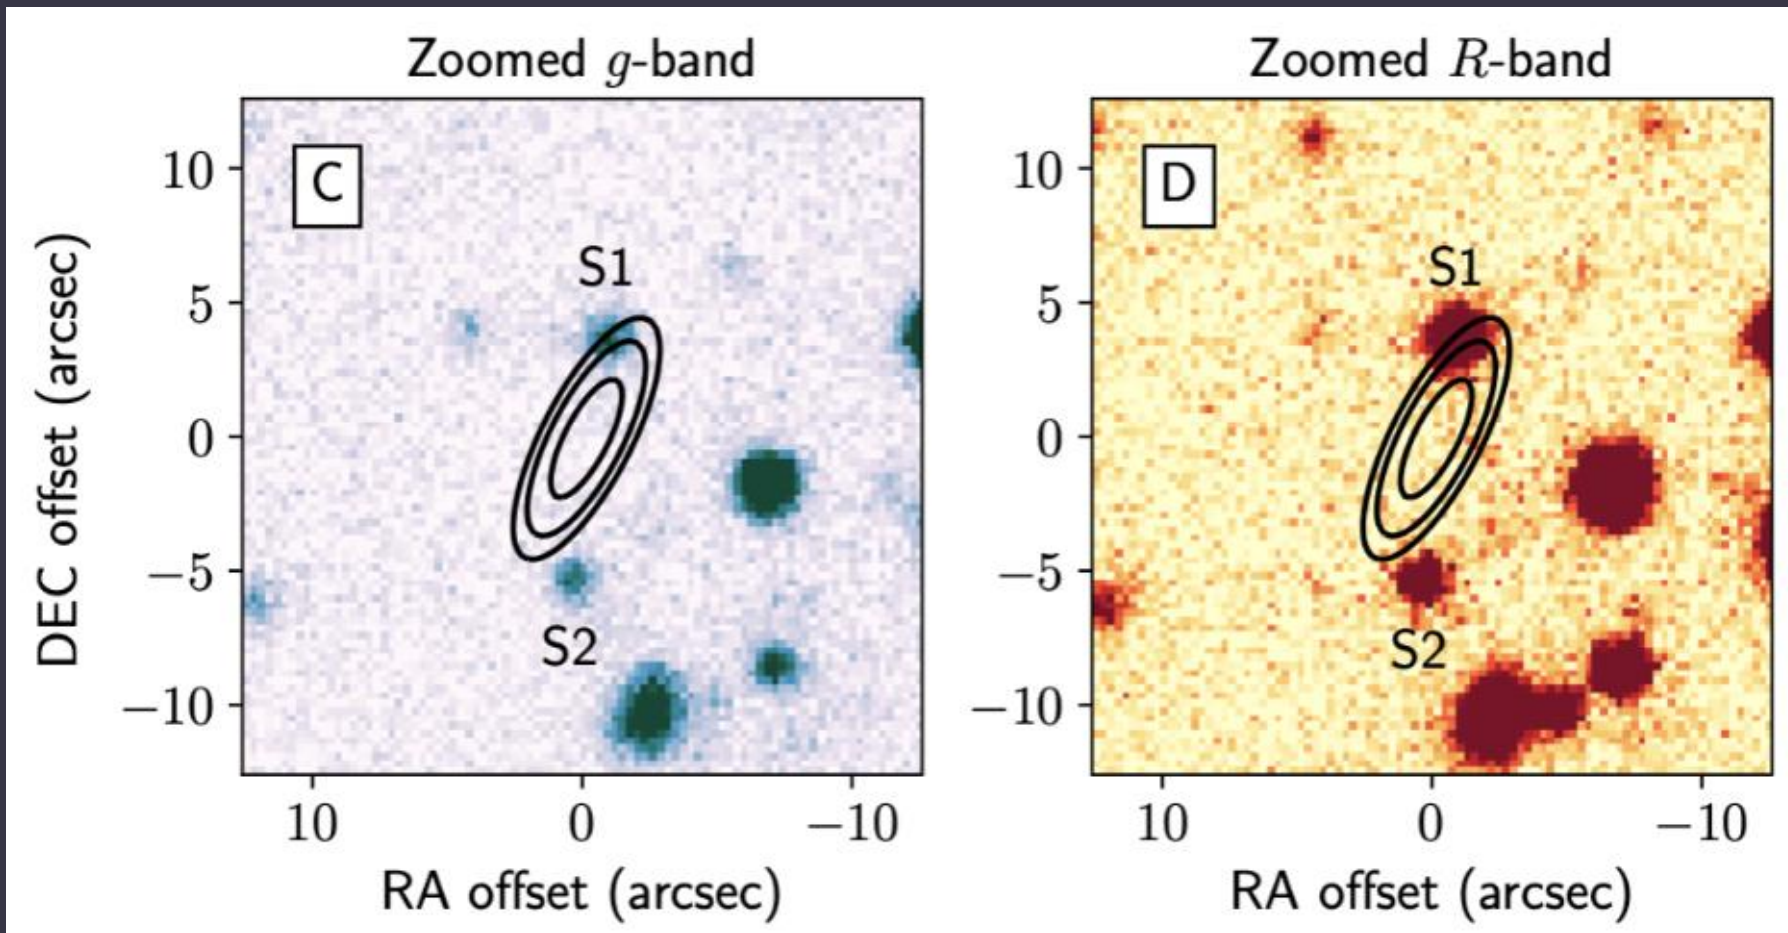 Zoomed g-band
C
S1
S2
10
5
0
−5
−10
DEC offset (arcsec)
10 0 −10
RA offset (arcsec)
Zoomed R-band
D
S1
S2
10
5
0
−5
−10
10 0 −10
RA offset (arcsec)